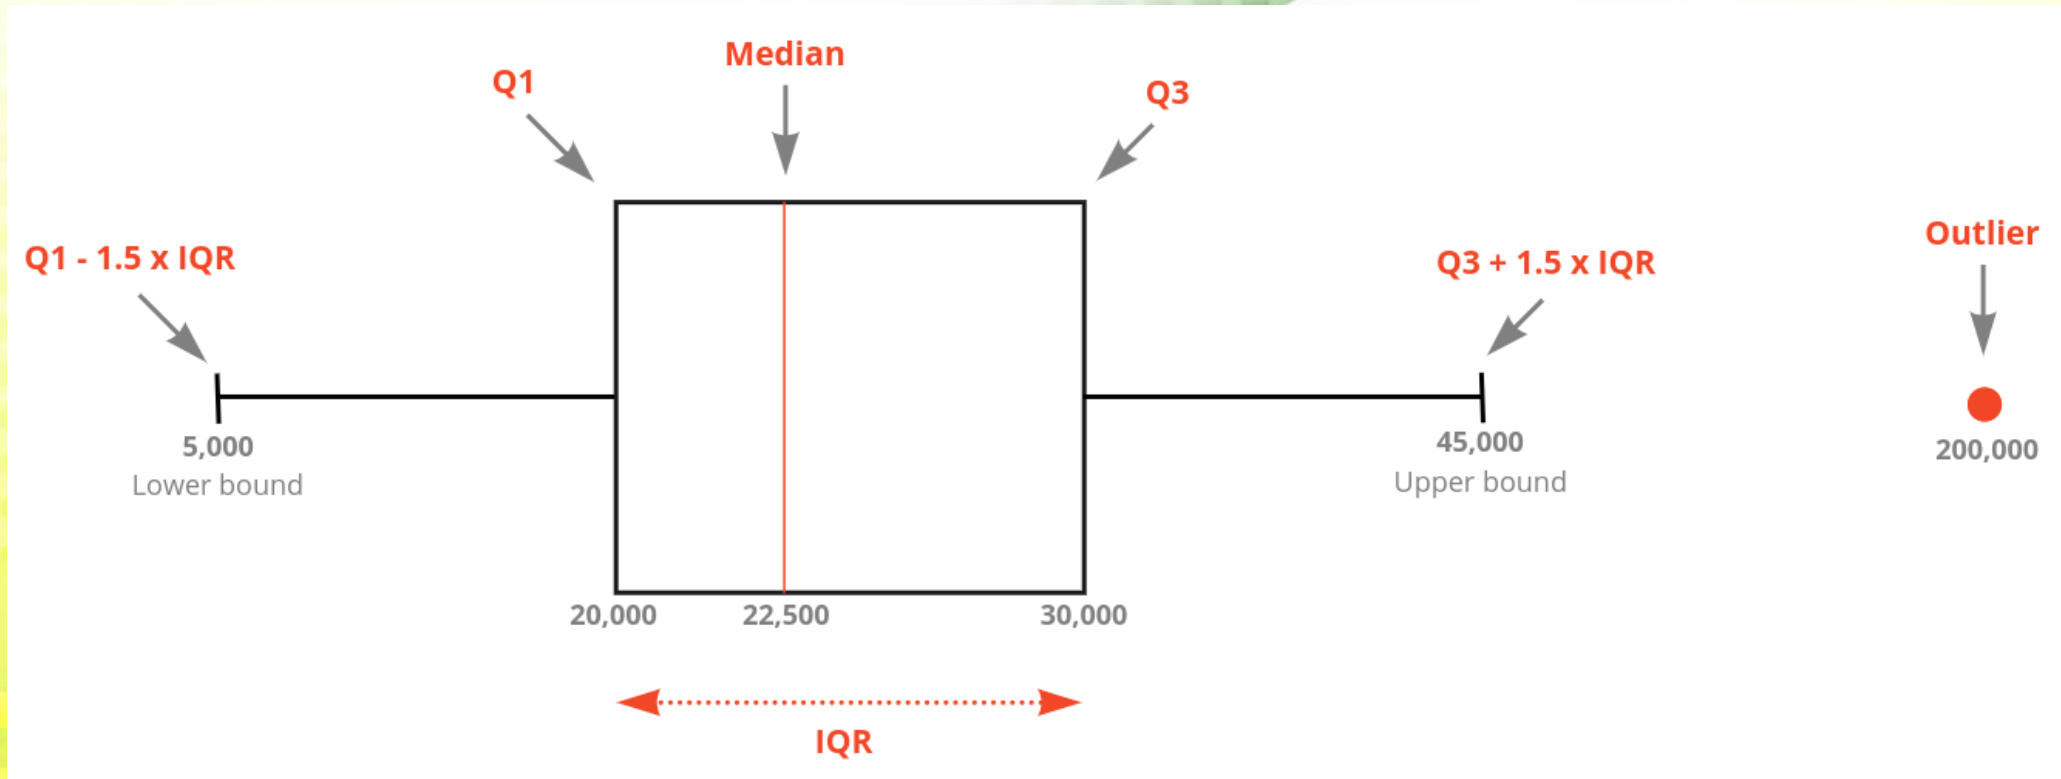 Median
Q1
Q3
Outlier
Q1 - 1.5 x IQR
Q3 + 1.5 x IQR
5,000
Lower bound
45,000
Upper bound
200,000
20,000
22,500
30,000
IQR